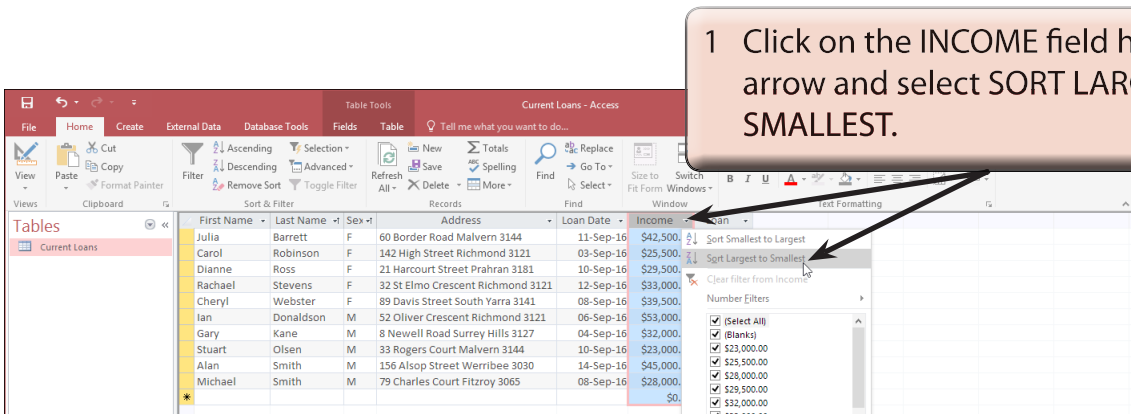 1 Click on the INCOME field h
arrow and select SORT LAR
SMALLEST.
Table Tools
Current Loans - Access
File Home Create External Data Database Tools Fields Table Tell me what you want to do...
View
Paste
Cut
Copy
Format Painter
Filter
Ascending
Descending
Remove Sort
Selection
Advanced
Toggle Filter
Refresh
All
New
Save
Delete
Totals
Spelling
More
Find
Replace
Go To
Select
Size to
Fit Form
Switch
Windows
B I U A
Views Clipboard Sort & Filter Records Find Window Text Formatting
Tables
Current Loans
First Name Last Name Sex Address Loan Date Income Loan
Julia Barrett F 60 Border Road Malvern 3144 11-Sep-16 $42,500.
Carol Robinson F 142 High Street Richmond 3121 03-Sep-16 $25,500.
Dianne Ross F 21 Harcourt Street Prahran 3181 10-Sep-16 $29,500.
Rachael Stevens F 32 St Elmo Crescent Richmond 3121 12-Sep-16 $33,000.
Cheryl Webster F 89 Davis Street South Yarra 3141 08-Sep-16 $39,500.
Ian Donaldson M 52 Oliver Crescent Richmond 3121 06-Sep-16 $53,000.
Gary Kane M 8 Newell Road Surrey Hills 3127 04-Sep-16 $32,000.
Stuart Olsen M 33 Rogers Court Malvern 3144 10-Sep-16 $23,000.
Alan Smith M 156 Alsop Street Werribee 3030 14-Sep-16 $45,000.
Michael Smith M 79 Charles Court Fitzroy 3065 08-Sep-16 $28,000.
$0.
Sort Smallest to Largest
Sort Largest to Smallest
Clear filter from Income
Number Filters
(Select All)
(Blanks)
$23,000.00
$25,500.00
$28,000.00
$29,500.00
$32,000.00